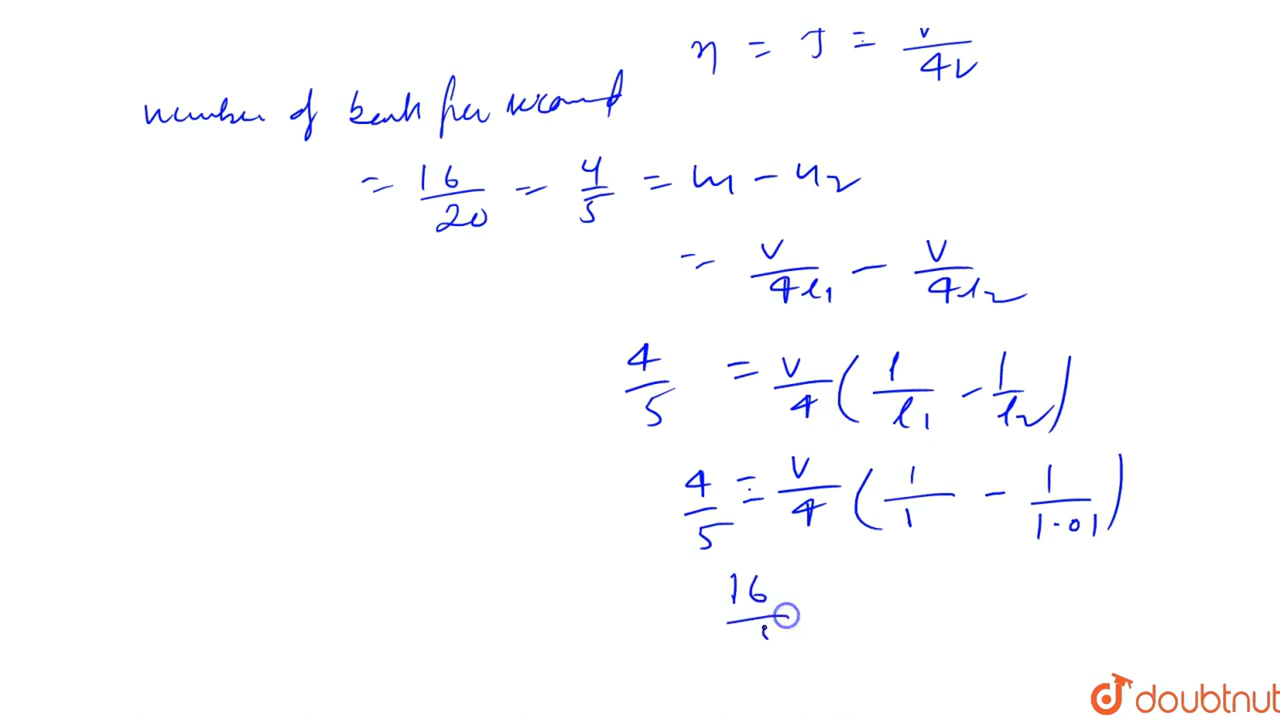 η = J = v/4L
number of beats per second
= 16/20 = 4/5 = n1 - n2
= v/4l1 - v/4l2
4/5 = v/4 (1/l1 - 1/l2)
4/5 = v/4 (1/1 - 1/1.01)
16
doubtnut